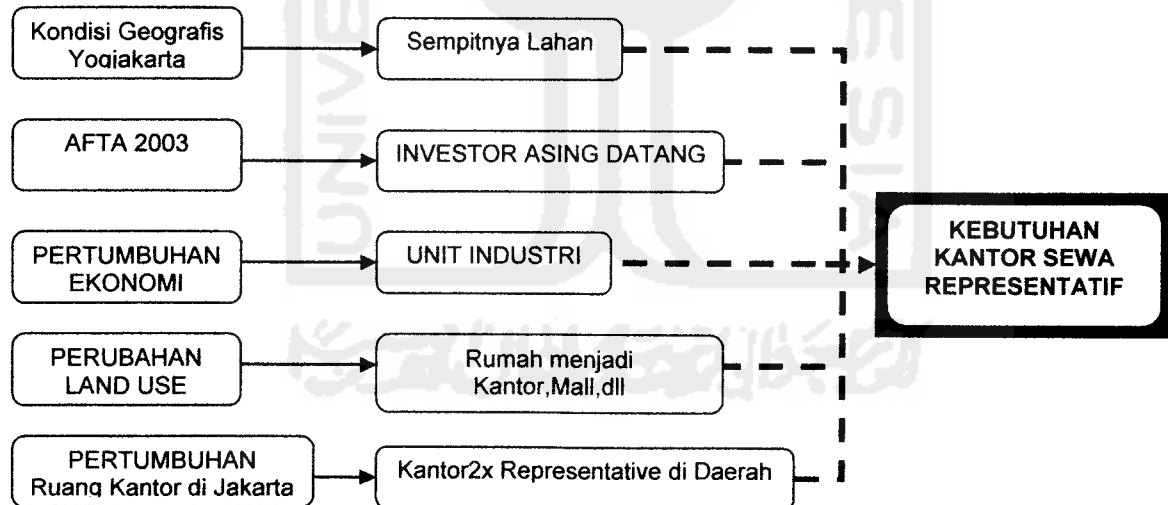 Kondisi Geografis
Yogjakarta
Sempitnya Lahan
AFTA 2003
INVESTOR ASING DATANG
PERTUMBUHAN
EKONOMI
UNIT INDUSTRI
KEBUTUHAN
KANTOR SEWA
REPRESENTATIF
PERUBAHAN
LAND USE
Rumah menjadi
Kantor,Mall,dll
PERTUMBUHAN
Ruang Kantor di Jakarta
Kantor2x Representative di Daerah